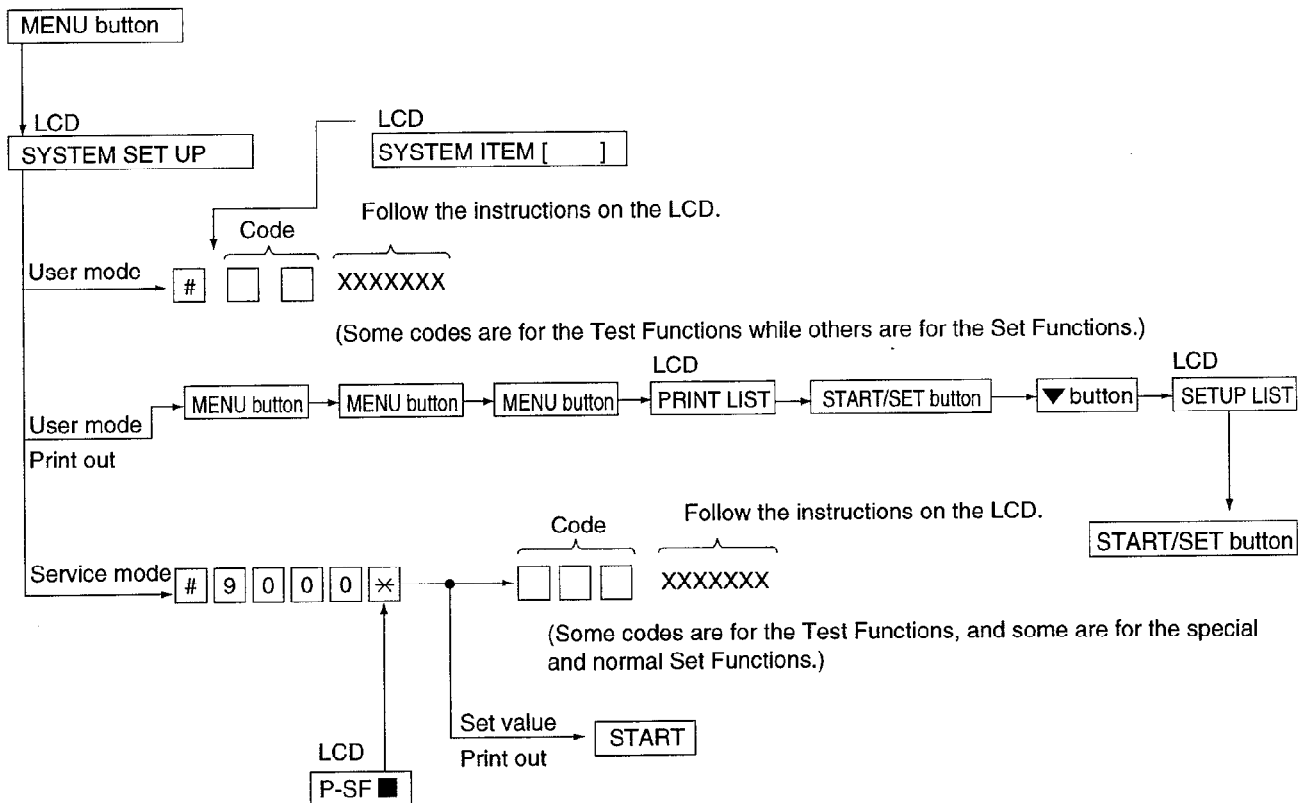 MENU button
LCD
SYSTEM SET UP
LCD
SYSTEM ITEM [ ]
Follow the instructions on the LCD.
Code
User mode
#
XXXXXXX
(Some codes are for the Test Functions while others are for the Set Functions.)
LCD
LCD
MENU button
MENU button
MENU button
PRINT LIST
START/SET button
▼ button
SETUP LIST
User mode
Print out
START/SET button
Code
Follow the instructions on the LCD.
Service mode
# 9 0 0 0 ✳
XXXXXXX
(Some codes are for the Test Functions, and some are for the special
and normal Set Functions.)
Set value
Print out
START
LCD
P-SF ■